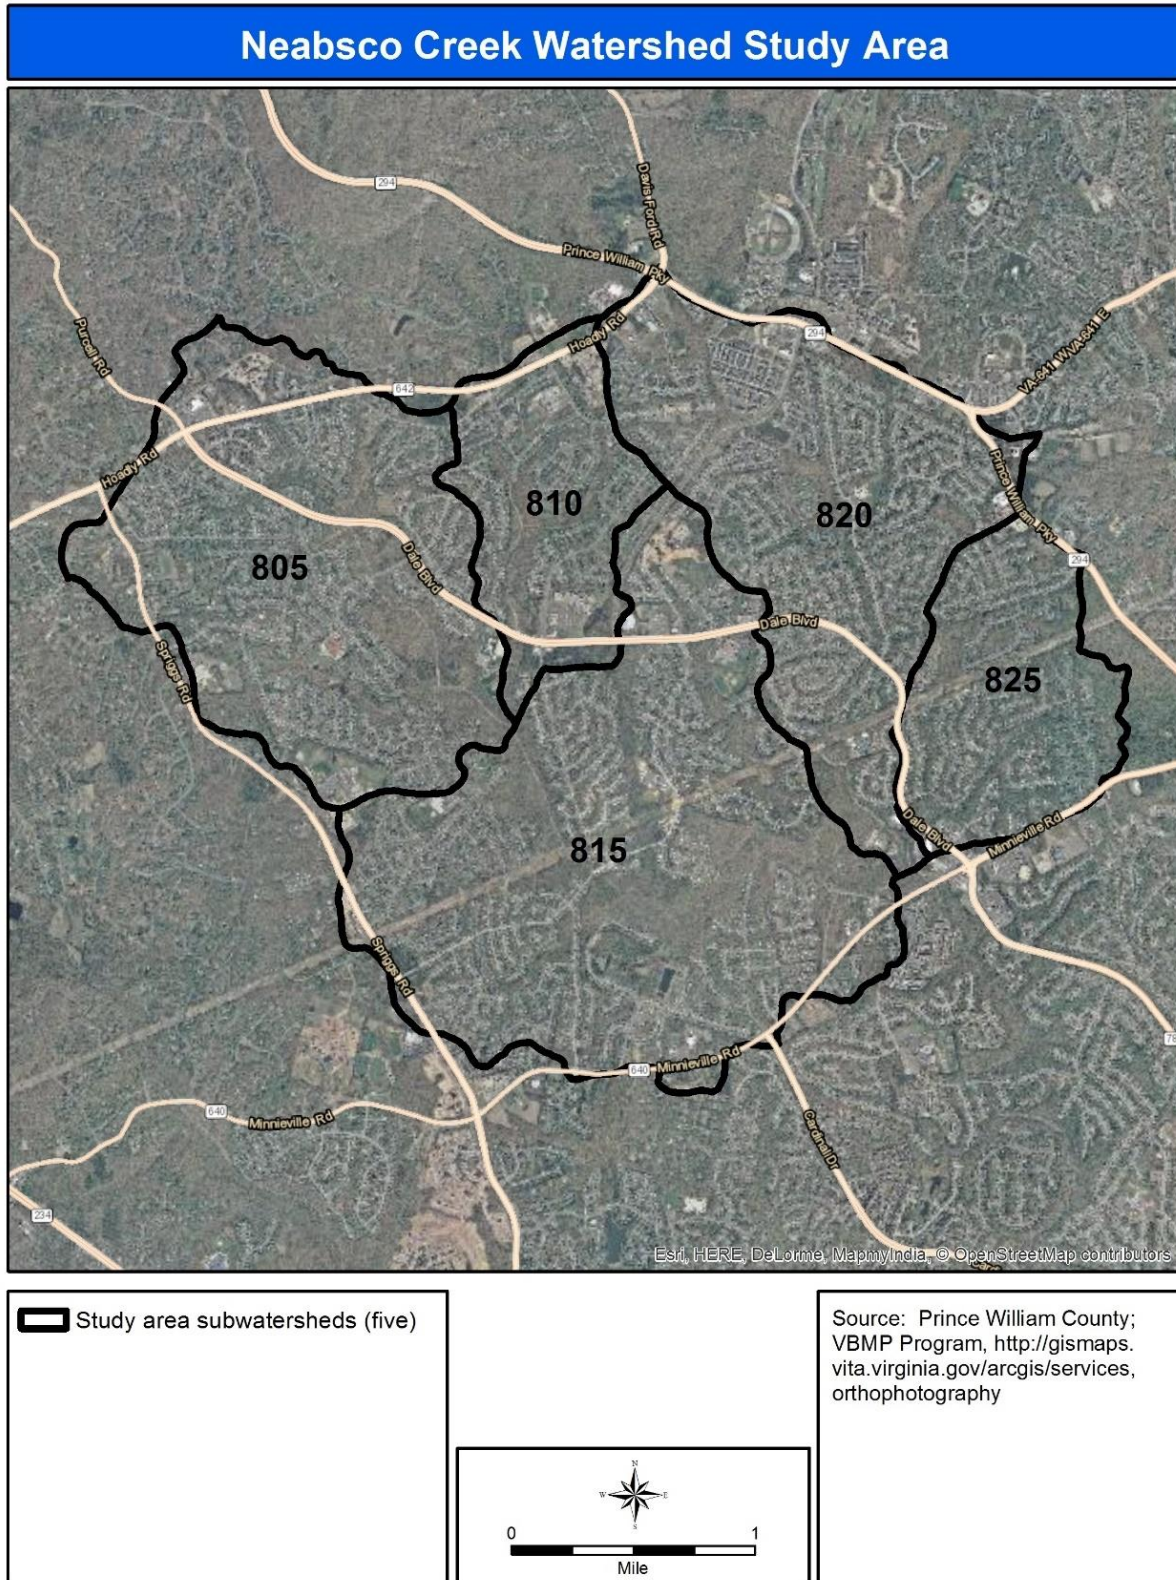 Neabsco Creek Watershed Study Area
294
Davis Ford Rd
Prince William Pky
Purcell Rd
Hoadly Rd
294
VA-641 W/VA-641 E
642
Hoadly Rd
Prince William Pky
810
820
805
Dale Blvd
294
Dale Blvd
Spriggs Rd
825
Dale Blvd
Minnieville Rd
815
Spriggs Rd
78
640
Minnieville Rd
640
Minnieville Rd
Cardinal Dr
234
Esri, HERE, DeLorme, MapmyIndia, © OpenStreetMap contributors
Study area subwatersheds (five)
Source: Prince William County;
VBMP Program, http://gismaps.
vita.virginia.gov/arcgis/services,
orthophotography
N
W
E
S
0
1
Mile